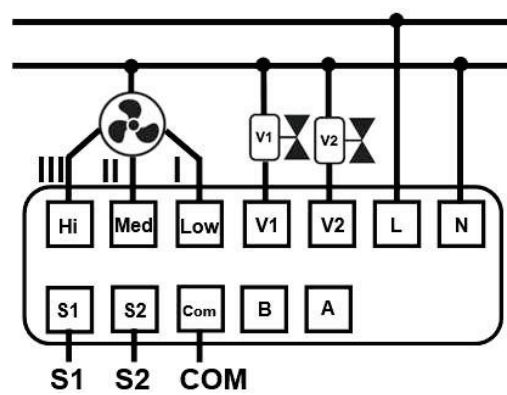 V1 V2
III II I
Hi Med Low V1 V2 L N
S1 S2 Com B A
S1 S2 COM